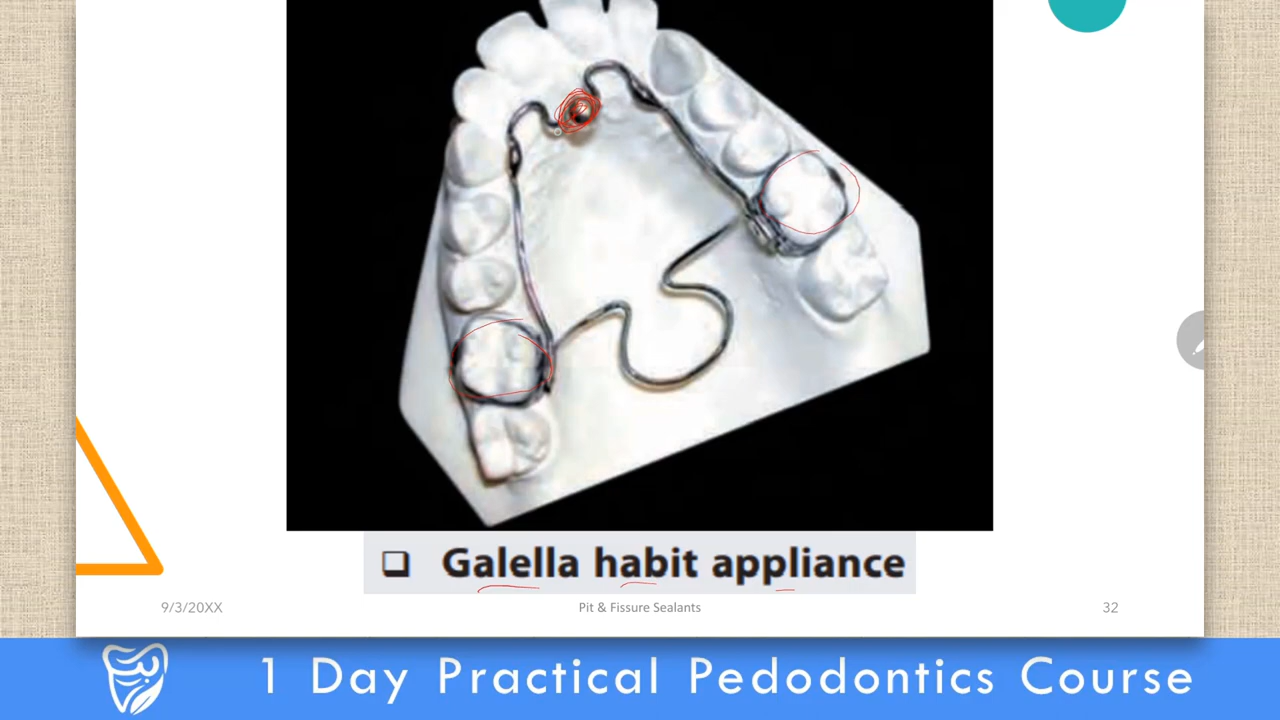 Galella habit appliance
9/3/20XX
Pit & Fissure Sealants
32
1 Day Practical Pedodontics Course